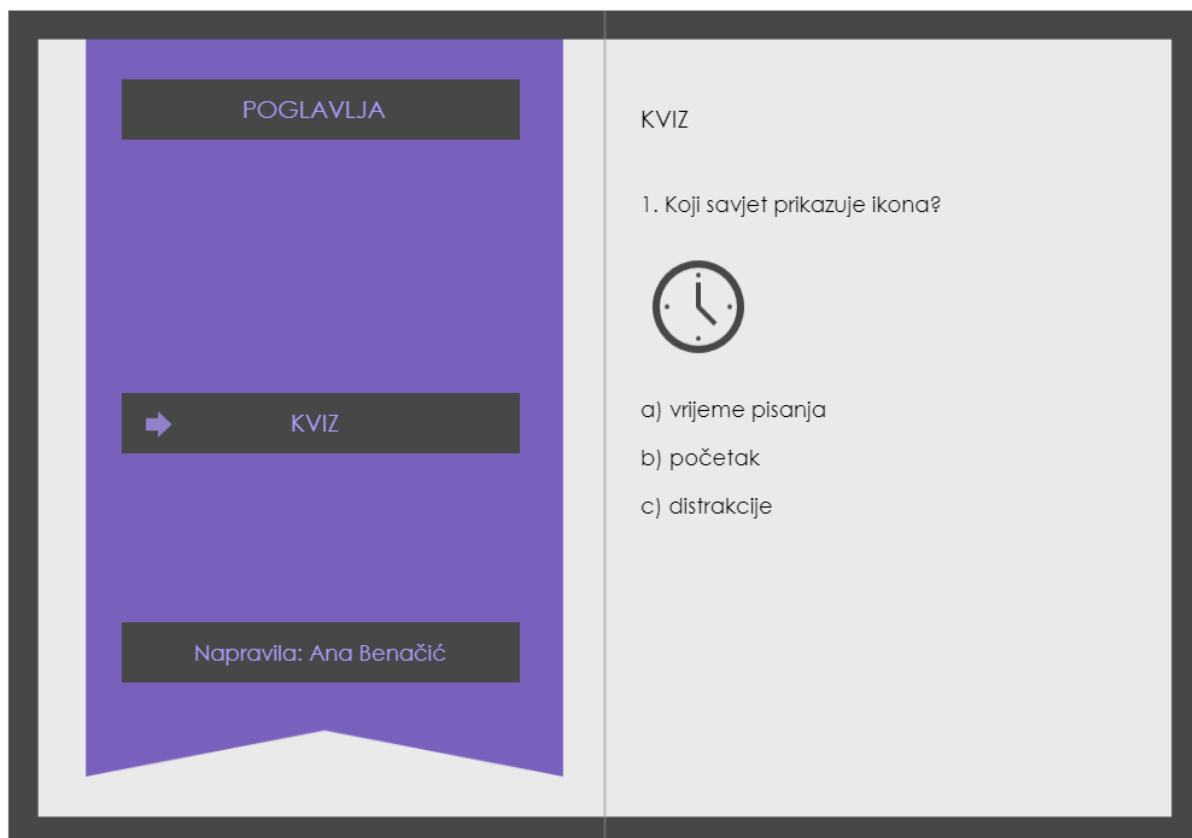 POGLAVLJA
KVIZ
Napravila: Ana Benačić
KVIZ
1. Koji savjet prikazuje ikona?
a) vrijeme pisanja
b) početak
c) distrakcije